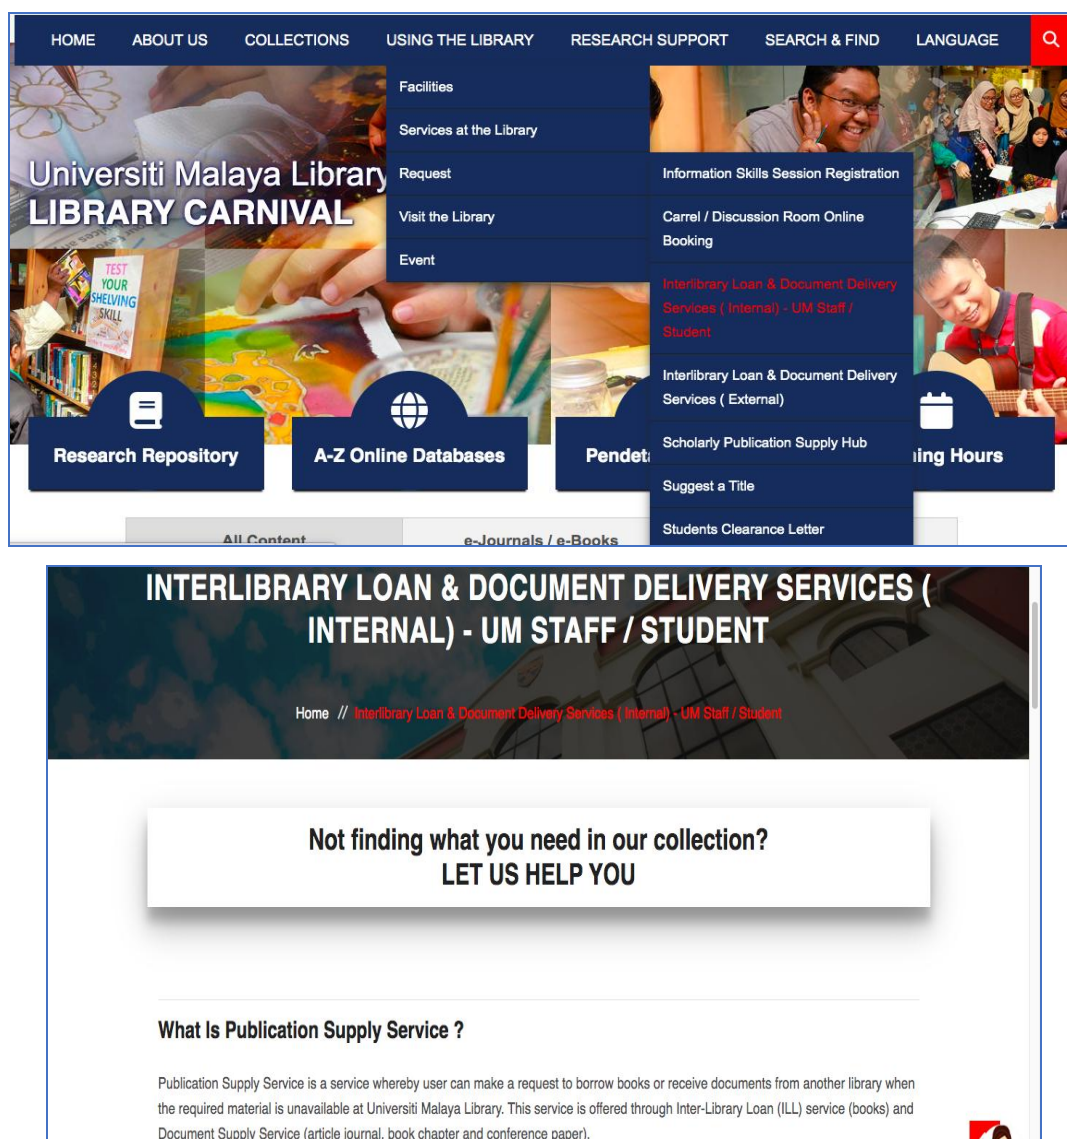 HOME ABOUT US COLLECTIONS USING THE LIBRARY RESEARCH SUPPORT SEARCH & FIND LANGUAGE
Facilities
Services at the Library
Request
Visit the Library
Event
Information Skills Session Registration
Carrel / Discussion Room Online
Booking
Interlibrary Loan & Document Delivery
Services ( Internal) - UM Staff /
Student
Interlibrary Loan & Document Delivery
Services ( External)
Scholarly Publication Supply Hub
Suggest a Title
Students Clearance Letter
Universiti Malaya Library
LIBRARY CARNIVAL
TEST
YOUR
SHELVING
SKILL
Research Repository
A-Z Online Databases
Pendeta
ning Hours
All Content
e-Journals / e-Books
INTERLIBRARY LOAN & DOCUMENT DELIVERY SERVICES (
INTERNAL) - UM STAFF / STUDENT
Home // Interlibrary Loan & Document Delivery Services ( Internal) - UM Staff / Student
Not finding what you need in our collection?
LET US HELP YOU
What Is Publication Supply Service ?
Publication Supply Service is a service whereby user can make a request to borrow books or receive documents from another library when
the required material is unavailable at Universiti Malaya Library. This service is offered through Inter-Library Loan (ILL) service (books) and
Document Supply Service (article journal, book chapter and conference paper).